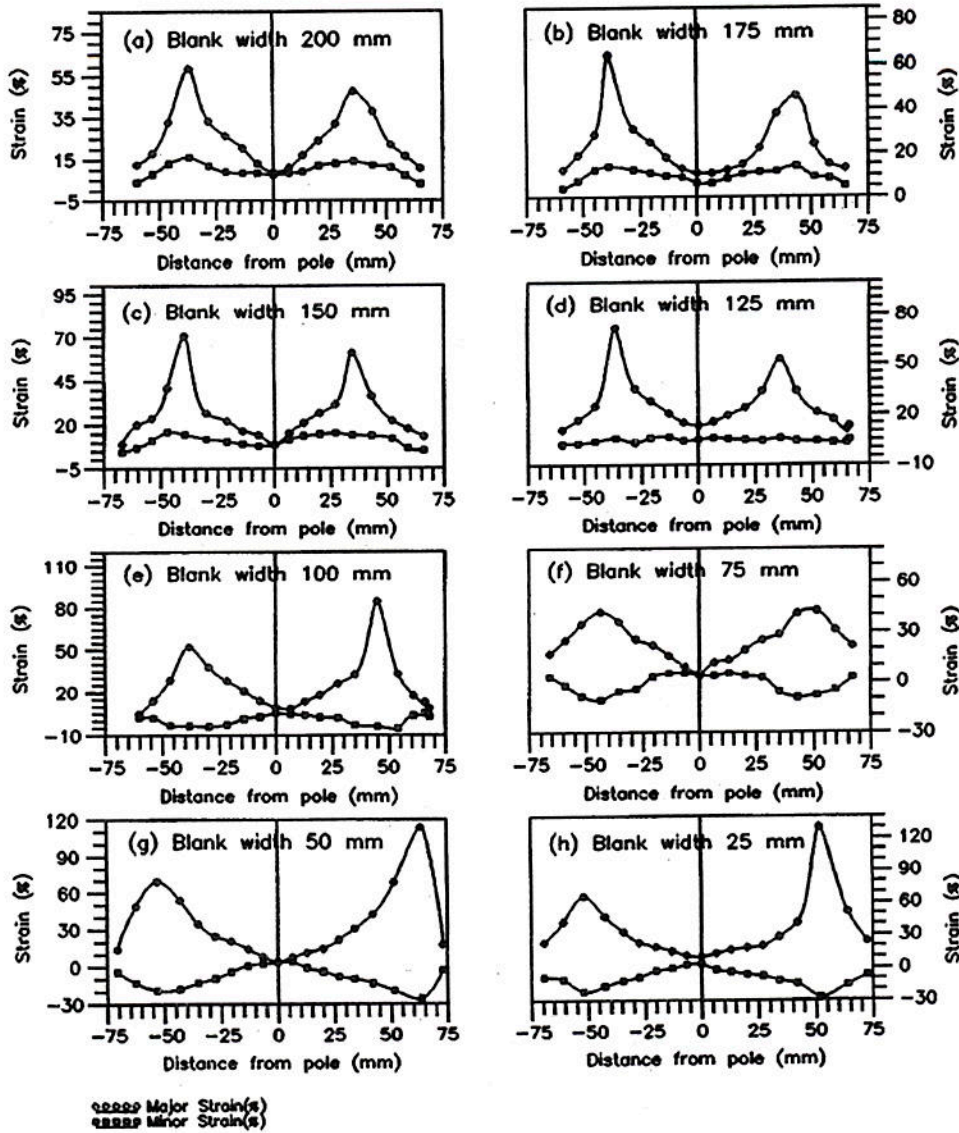 (a) Blank width 200 mm
Strain (%)
75
55
35
15
-5
-75 -50 -25 0 25 50 75
Distance from pole (mm)
(b) Blank width 175 mm
Strain (%)
80
60
40
20
0
-75 -50 -25 0 25 50 75
Distance from pole (mm)
(c) Blank width 150 mm
Strain (%)
95
70
45
20
-5
-75 -50 -25 0 25 50 75
Distance from pole (mm)
(d) Blank width 125 mm
Strain (%)
80
50
20
-10
-75 -50 -25 0 25 50 75
Distance from pole (mm)
(e) Blank width 100 mm
Strain (%)
110
80
50
20
-10
-75 -50 -25 0 25 50 75
Distance from pole (mm)
(f) Blank width 75 mm
Strain (%)
60
30
0
-30
-75 -50 -25 0 25 50 75
Distance from pole (mm)
(g) Blank width 50 mm
Strain (%)
120
90
60
30
0
-30
-75 -50 -25 0 25 50 75
Distance from pole (mm)
(h) Blank width 25 mm
Strain (%)
120
90
60
30
0
-30
-75 -50 -25 0 25 50 75
Distance from pole (mm)
Major Strain(%)
Minor Strain(%)